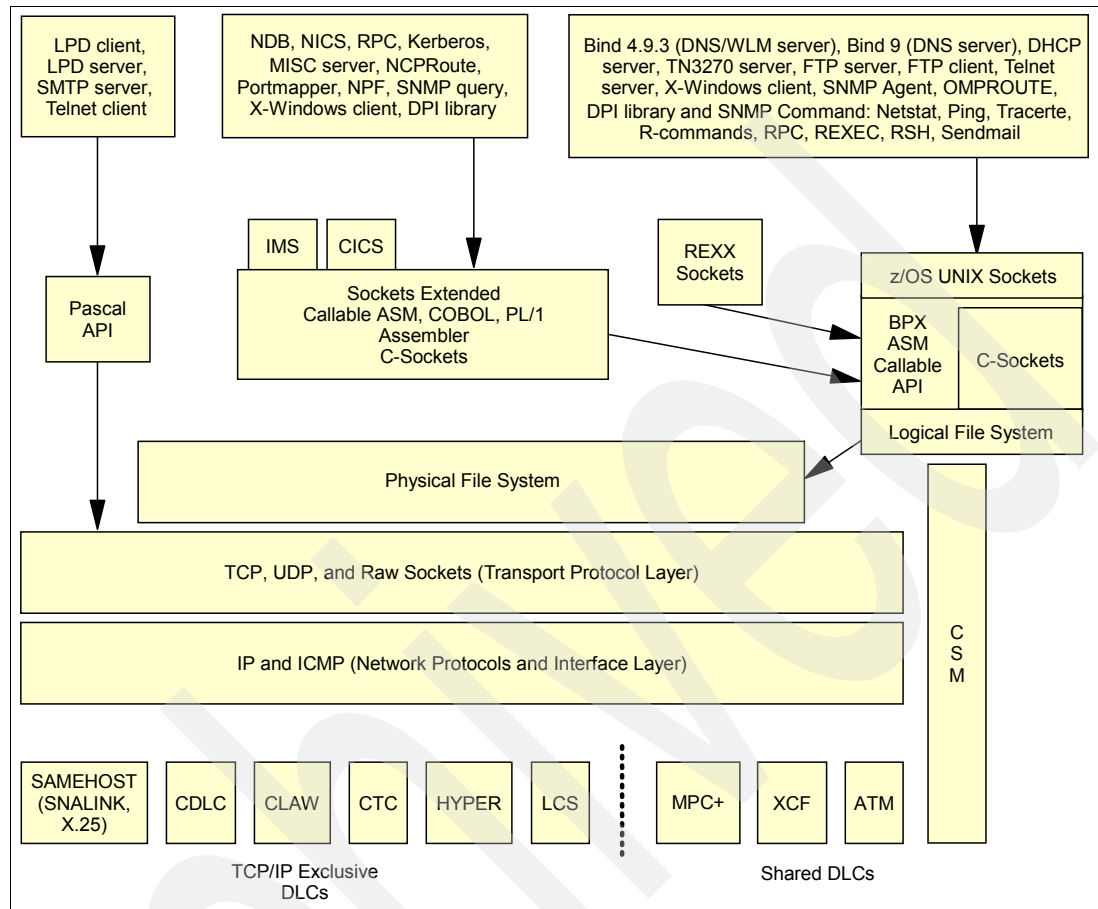 LPD client,
LPD server,
SMTP server,
Telnet client
NDB, NICS, RPC, Kerberos,
MISC server, NCPRoute,
Portmapper, NPF, SNMP query,
X-Windows client, DPI library
Bind 4.9.3 (DNS/WLM server), Bind 9 (DNS server), DHCP
server, TN3270 server, FTP server, FTP client, Telnet
server, X-Windows client, SNMP Agent, OMPROUTE,
DPI library and SNMP Command: Netstat, Ping, Tracerte,
R-commands, RPC, REXEC, RSH, Sendmail
IMS
CICS
REXX
Sockets
Pascal
API
Sockets Extended
Callable ASM, COBOL, PL/1
Assembler
C-Sockets
z/OS UNIX Sockets
BPX
ASM
Callable
API
C-Sockets
Logical File System
Physical File System
TCP, UDP, and Raw Sockets (Transport Protocol Layer)
IP and ICMP (Network Protocols and Interface Layer)
C
S
M
SAMEHOST
(SNALINK,
X.25)
CDLC
CLAW
CTC
HYPER
LCS
MPC+
XCF
ATM
TCP/IP Exclusive
DLCs
Shared DLCs